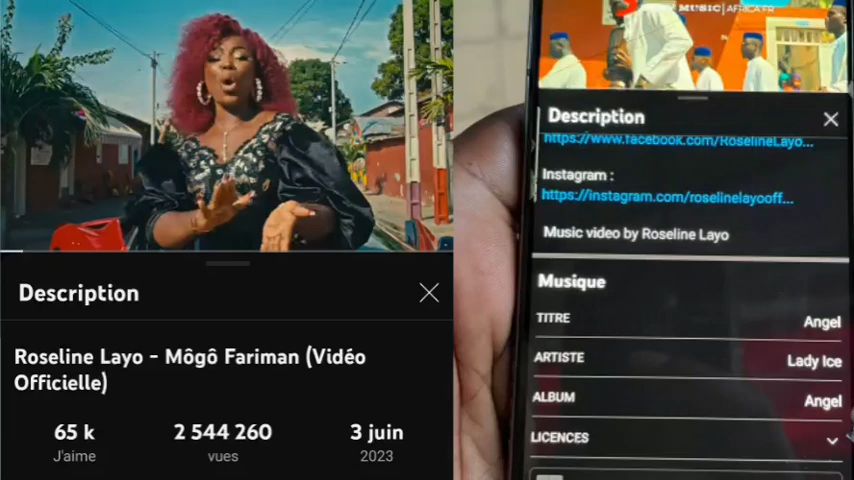 Description
Roseline Layo - Môgô Fariman (Vidéo
Officielle)
65 k
2 544 260
3 juin
J'aime
vues
2023
MUSIC|AFRICA.FR
Description
https://www.facebook.com/RoselineLayo...
Instagram :
https://instagram.com/roselinelayooff...
Music video by Roseline Layo
Musique
TITRE
Angel
ARTISTE
Lady Ice
ALBUM
Angel
LICENCES